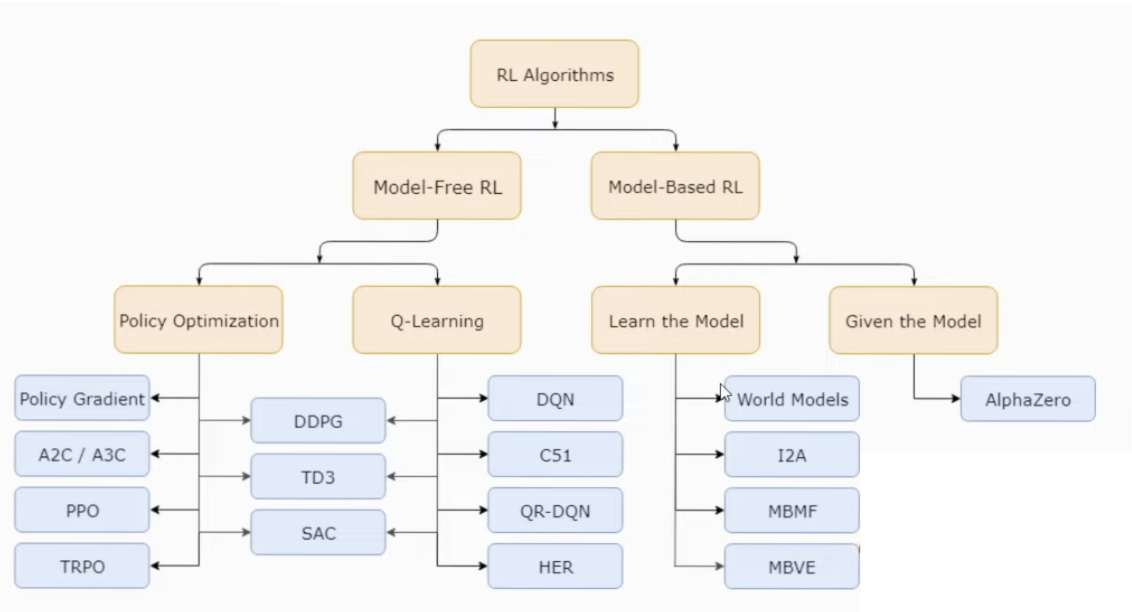 RL Algorithms
Model-Free RL
Model-Based RL
Policy Optimization
Q-Learning
Learn the Model
Given the Model
Policy Gradient
A2C / A3C
PPO
TRPO
DDPG
TD3
SAC
DQN
C51
QR-DQN
HER
World Models
I2A
MBMF
MBVE
AlphaZero